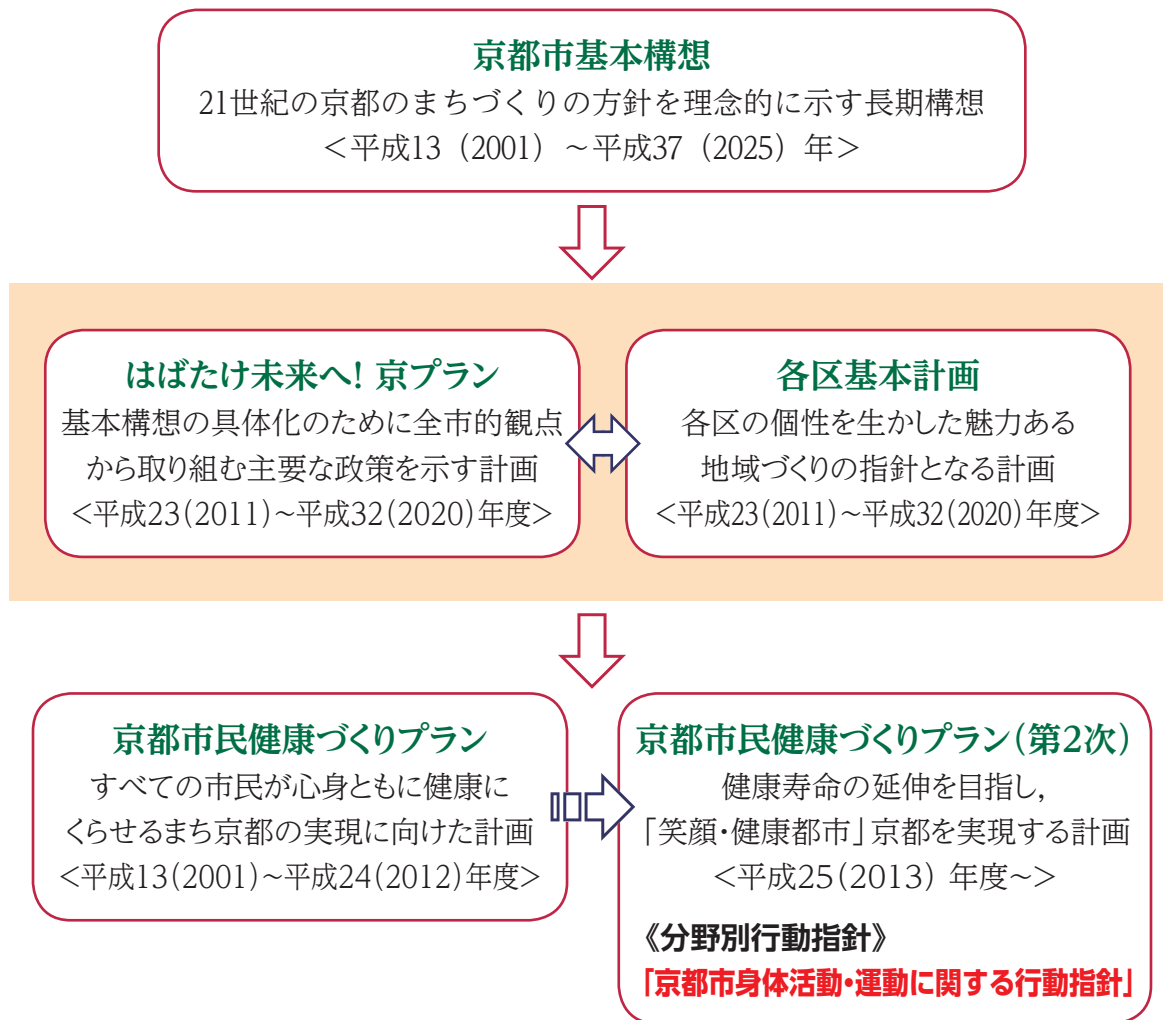 京都市基本構想
21世紀の京都のまちづくりの方針を理念的に示す長期構想
＜平成13（2001）～平成37（2025）年＞
はばたけ未来へ! 京プラン
基本構想の具体化のために全市的観点
から取り組む主要な政策を示す計画
<平成23(2011)～平成32(2020)年度>
各区基本計画
各区の個性を生かした魅力ある
地域づくりの指針となる計画
<平成23(2011)～平成32(2020)年度>
京都市民健康づくりプラン
すべての市民が心身ともに健康に
くらせるまち京都の実現に向けた計画
<平成13(2001)～平成24(2012)年度>
京都市民健康づくりプラン(第2次)
健康寿命の延伸を目指し，
「笑顔・健康都市」京都を実現する計画
<平成25(2013) 年度～>
《分野別行動指針》
「京都市身体活動・運動に関する行動指針」